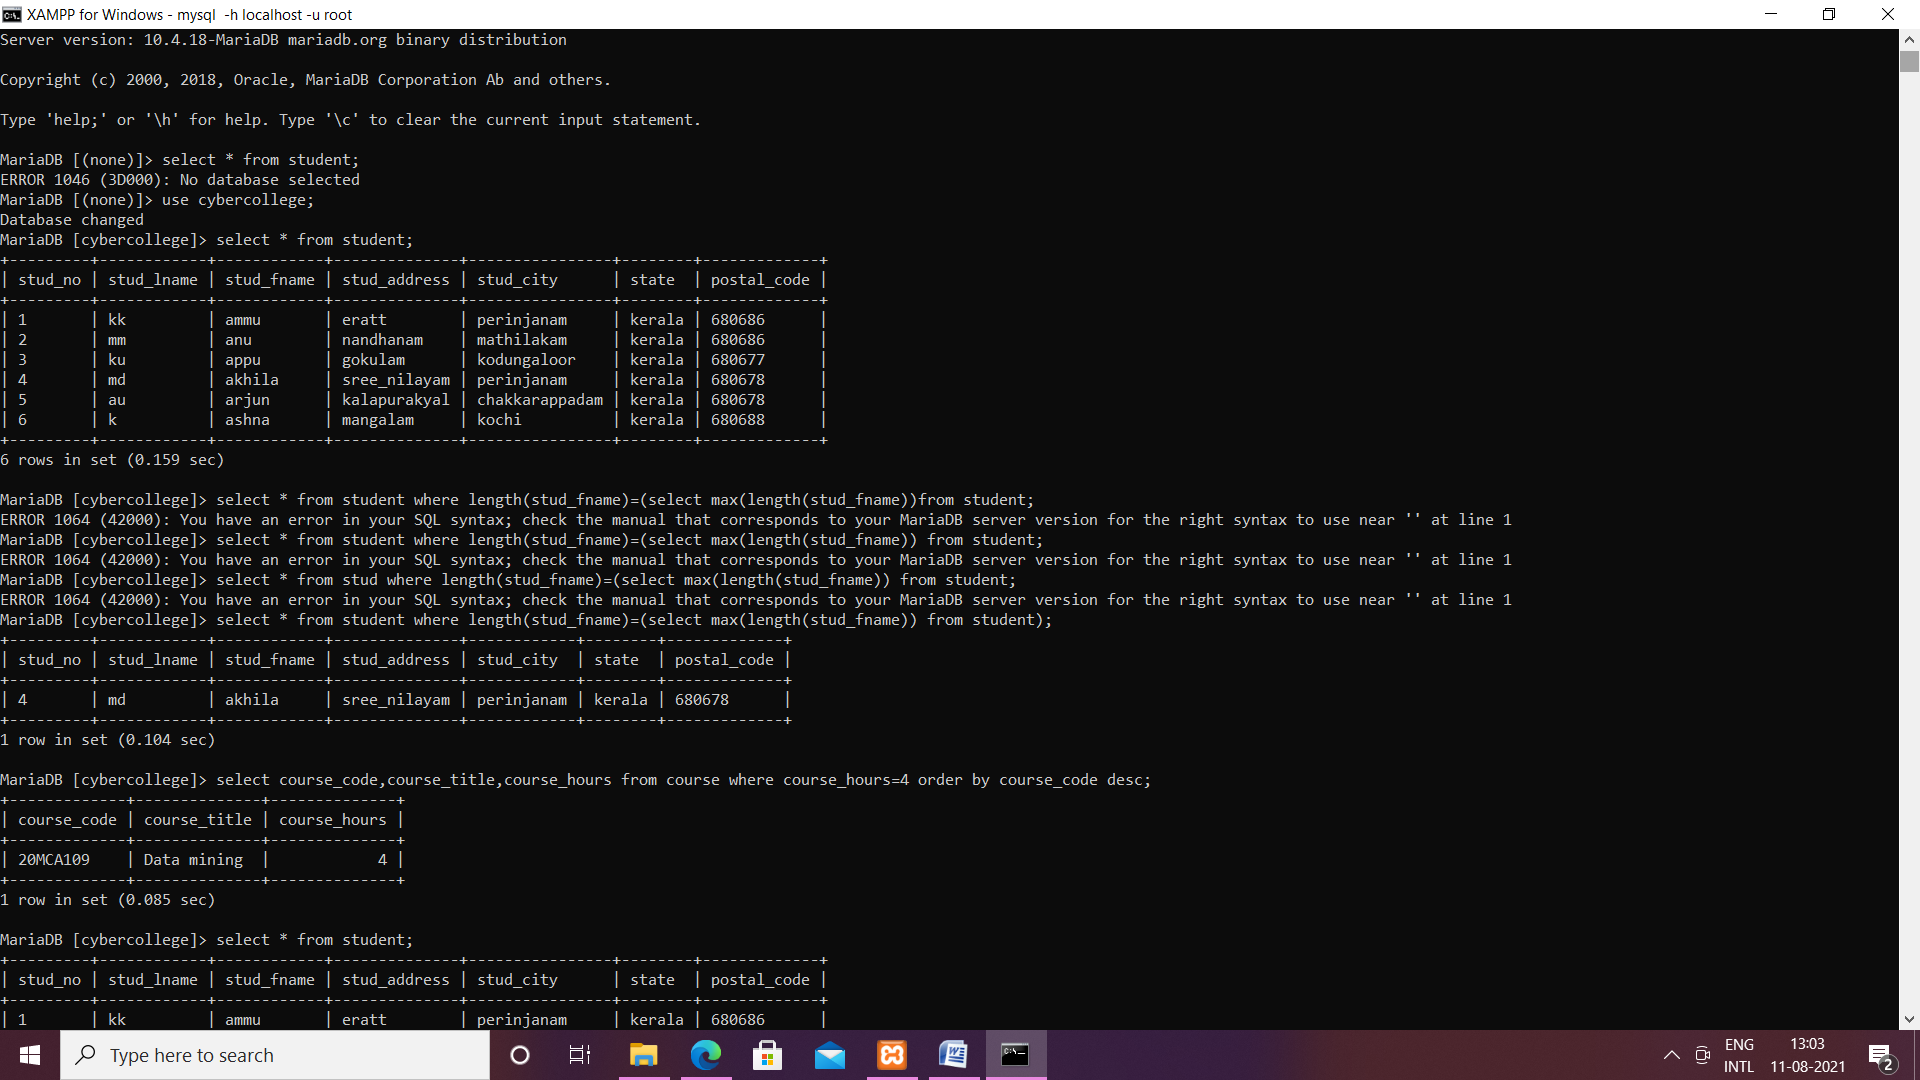 XAMPP for Windows - mysql  -h localhost -u root
Server version: 10.4.18-MariaDB mariadb.org binary distribution
Copyright (c) 2000, 2018, Oracle, MariaDB Corporation Ab and others.
Type 'help;' or '\h' for help. Type '\c' to clear the current input statement.
MariaDB [(none)]> select * from student;
ERROR 1046 (3D000): No database selected
MariaDB [(none)]> use cybercollege;
Database changed
MariaDB [cybercollege]> select * from student;
+---------+------------+------------+--------------+----------------+--------+-------------+
| stud_no | stud_lname | stud_fname | stud_address | stud_city      | state  | postal_code |
+---------+------------+------------+--------------+----------------+--------+-------------+
| 1       | kk         | ammu       | eratt        | perinjanam     | kerala | 680686      |
| 2       | mm         | anu        | nandhanam    | mathilakam     | kerala | 680686      |
| 3       | ku         | appu       | gokulam      | kodungaloor    | kerala | 680677      |
| 4       | md         | akhila     | sree_nilayam | perinjanam     | kerala | 680678      |
| 5       | au         | arjun      | kalapurakyal | chakkarappadam | kerala | 680678      |
| 6       | k          | ashna      | mangalam     | kochi          | kerala | 680688      |
+---------+------------+------------+--------------+----------------+--------+-------------+
6 rows in set (0.159 sec)
MariaDB [cybercollege]> select * from student where length(stud_fname)=(select max(length(stud_fname))from student;
ERROR 1064 (42000): You have an error in your SQL syntax; check the manual that corresponds to your MariaDB server version for the right syntax to use near '' at line 1
MariaDB [cybercollege]> select * from student where length(stud_fname)=(select max(length(stud_fname)) from student;
ERROR 1064 (42000): You have an error in your SQL syntax; check the manual that corresponds to your MariaDB server version for the right syntax to use near '' at line 1
MariaDB [cybercollege]> select * from stud where length(stud_fname)=(select max(length(stud_fname)) from student;
ERROR 1064 (42000): You have an error in your SQL syntax; check the manual that corresponds to your MariaDB server version for the right syntax to use near '' at line 1
MariaDB [cybercollege]> select * from student where length(stud_fname)=(select max(length(stud_fname)) from student);
+---------+------------+------------+--------------+------------+--------+-------------+
| stud_no | stud_lname | stud_fname | stud_address | stud_city  | state  | postal_code |
+---------+------------+------------+--------------+------------+--------+-------------+
| 4       | md         | akhila     | sree_nilayam | perinjanam | kerala | 680678      |
+---------+------------+------------+--------------+------------+--------+-------------+
1 row in set (0.104 sec)
MariaDB [cybercollege]> select course_code,course_title,course_hours from course where course_hours=4 order by course_code desc;
+-------------+--------------+--------------+
| course_code | course_title | course_hours |
+-------------+--------------+--------------+
| 20MCA109    | Data mining  |            4 |
+-------------+--------------+--------------+
1 row in set (0.085 sec)
MariaDB [cybercollege]> select * from student;
+---------+------------+------------+--------------+----------------+--------+-------------+
| stud_no | stud_lname | stud_fname | stud_address | stud_city      | state  | postal_code |
+---------+------------+------------+--------------+----------------+--------+-------------+
| 1       | kk         | ammu       | eratt        | perinjanam     | kerala | 680686      |
Type here to search
ENG
INTL
13:03
11-08-2021
2